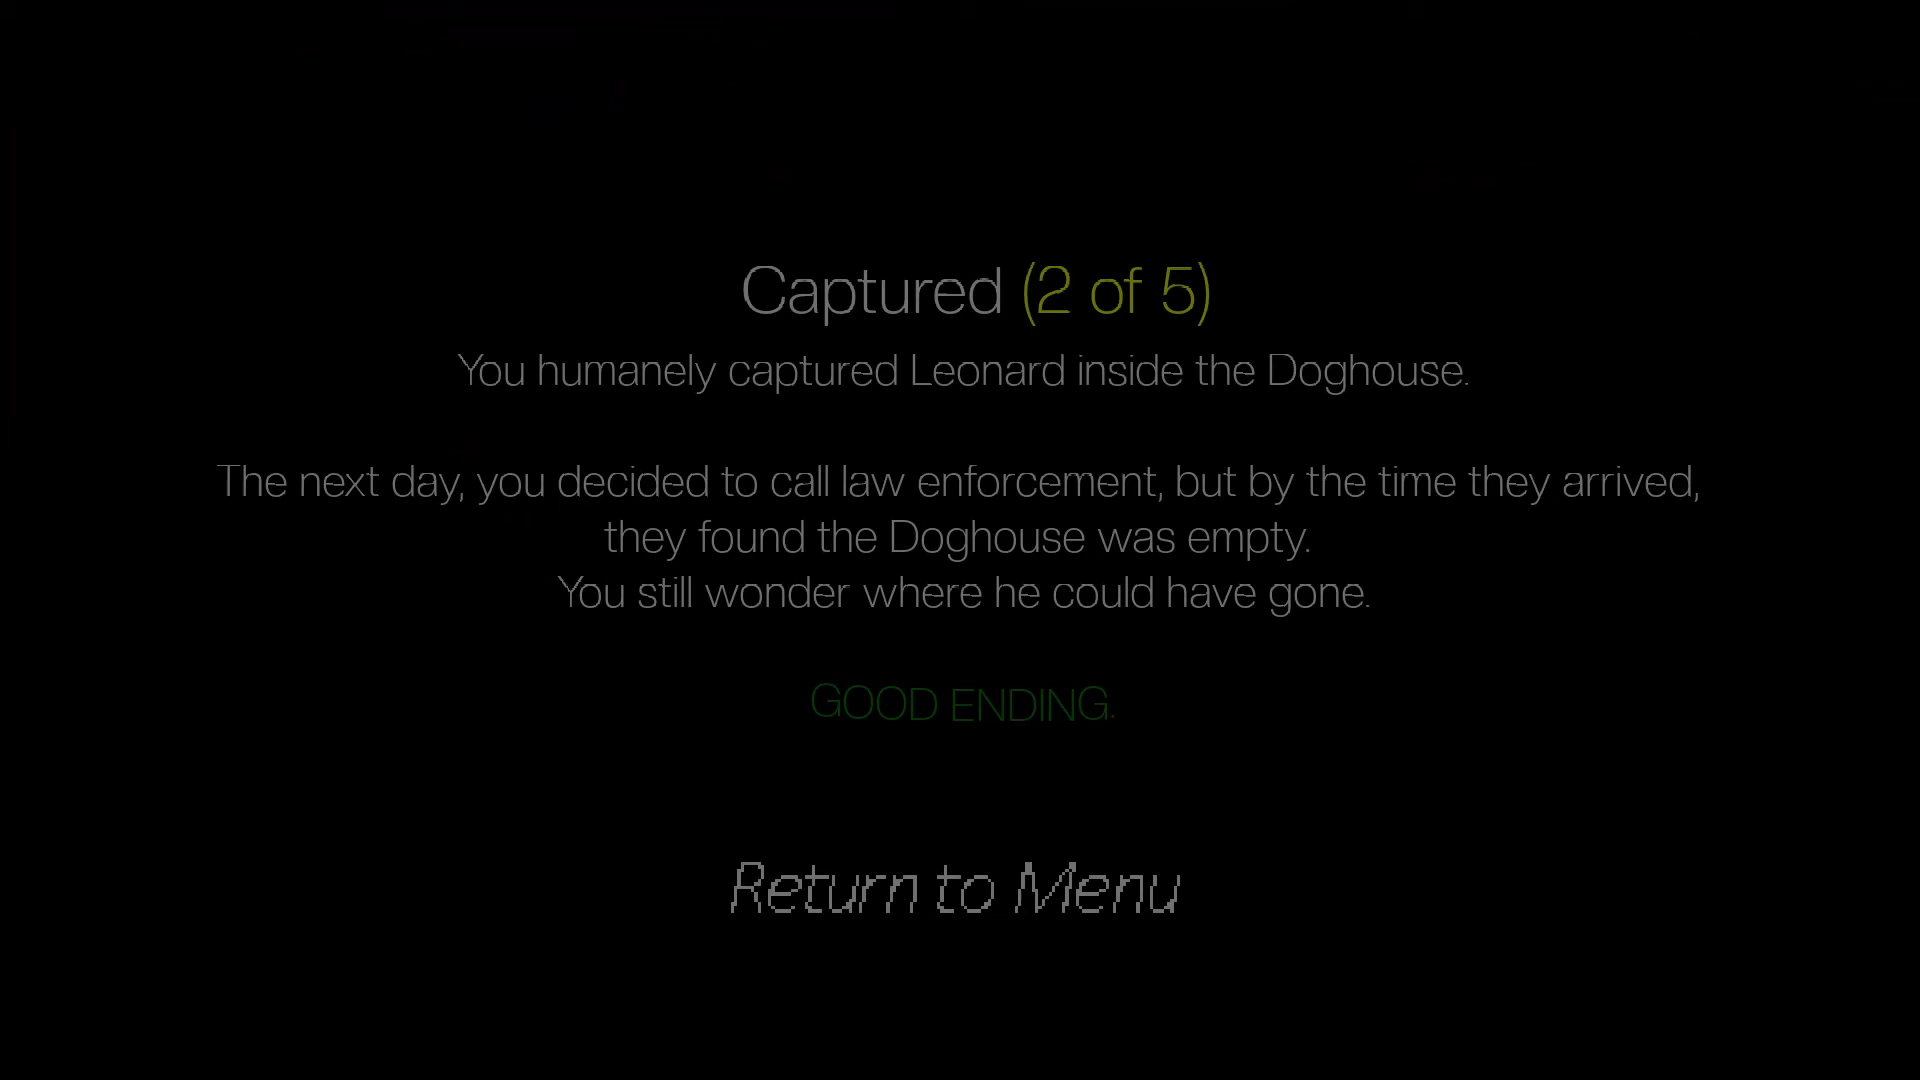 Captured (2 of 5)
You humanely captured Leonard inside the Doghouse.
The next day, you decided to call law enforcement, but by the time they arrived,
they found the Doghouse was empty.
You still wonder where he could have gone.
GOOD ENDING.
Return to Menu